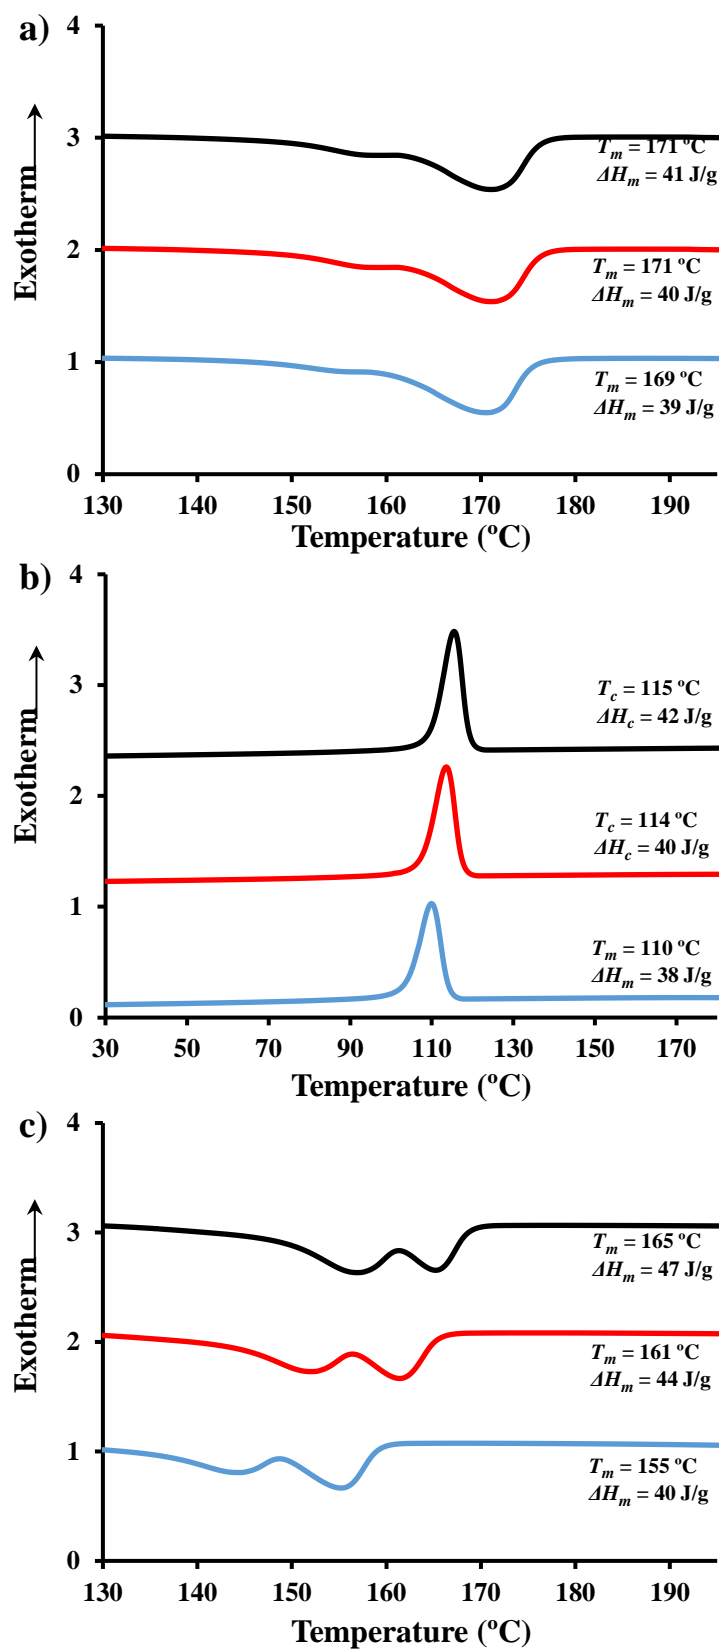 a)
4
3
2
1
0
Exotherm
T_m = 171 ºC
ΔH_m = 41 J/g
T_m = 171 ºC
ΔH_m = 40 J/g
T_m = 169 ºC
ΔH_m = 39 J/g
130 140 150 160 170 180 190
Temperature (ºC)
b)
4
3
2
1
0
Exotherm
T_c = 115 ºC
ΔH_c = 42 J/g
T_c = 114 ºC
ΔH_c = 40 J/g
T_m = 110 ºC
ΔH_m = 38 J/g
30 50 70 90 110 130 150 170
Temperature (ºC)
c)
4
3
2
1
0
Exotherm
T_m = 165 ºC
ΔH_m = 47 J/g
T_m = 161 ºC
ΔH_m = 44 J/g
T_m = 155 ºC
ΔH_m = 40 J/g
130 140 150 160 170 180 190
Temperature (ºC)